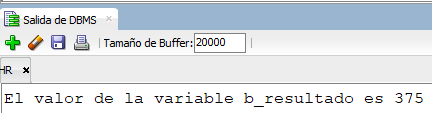 Salida de DBMS
Tamaño de Buffer: 20000
HR
El valor de la variable b_resultado es 375